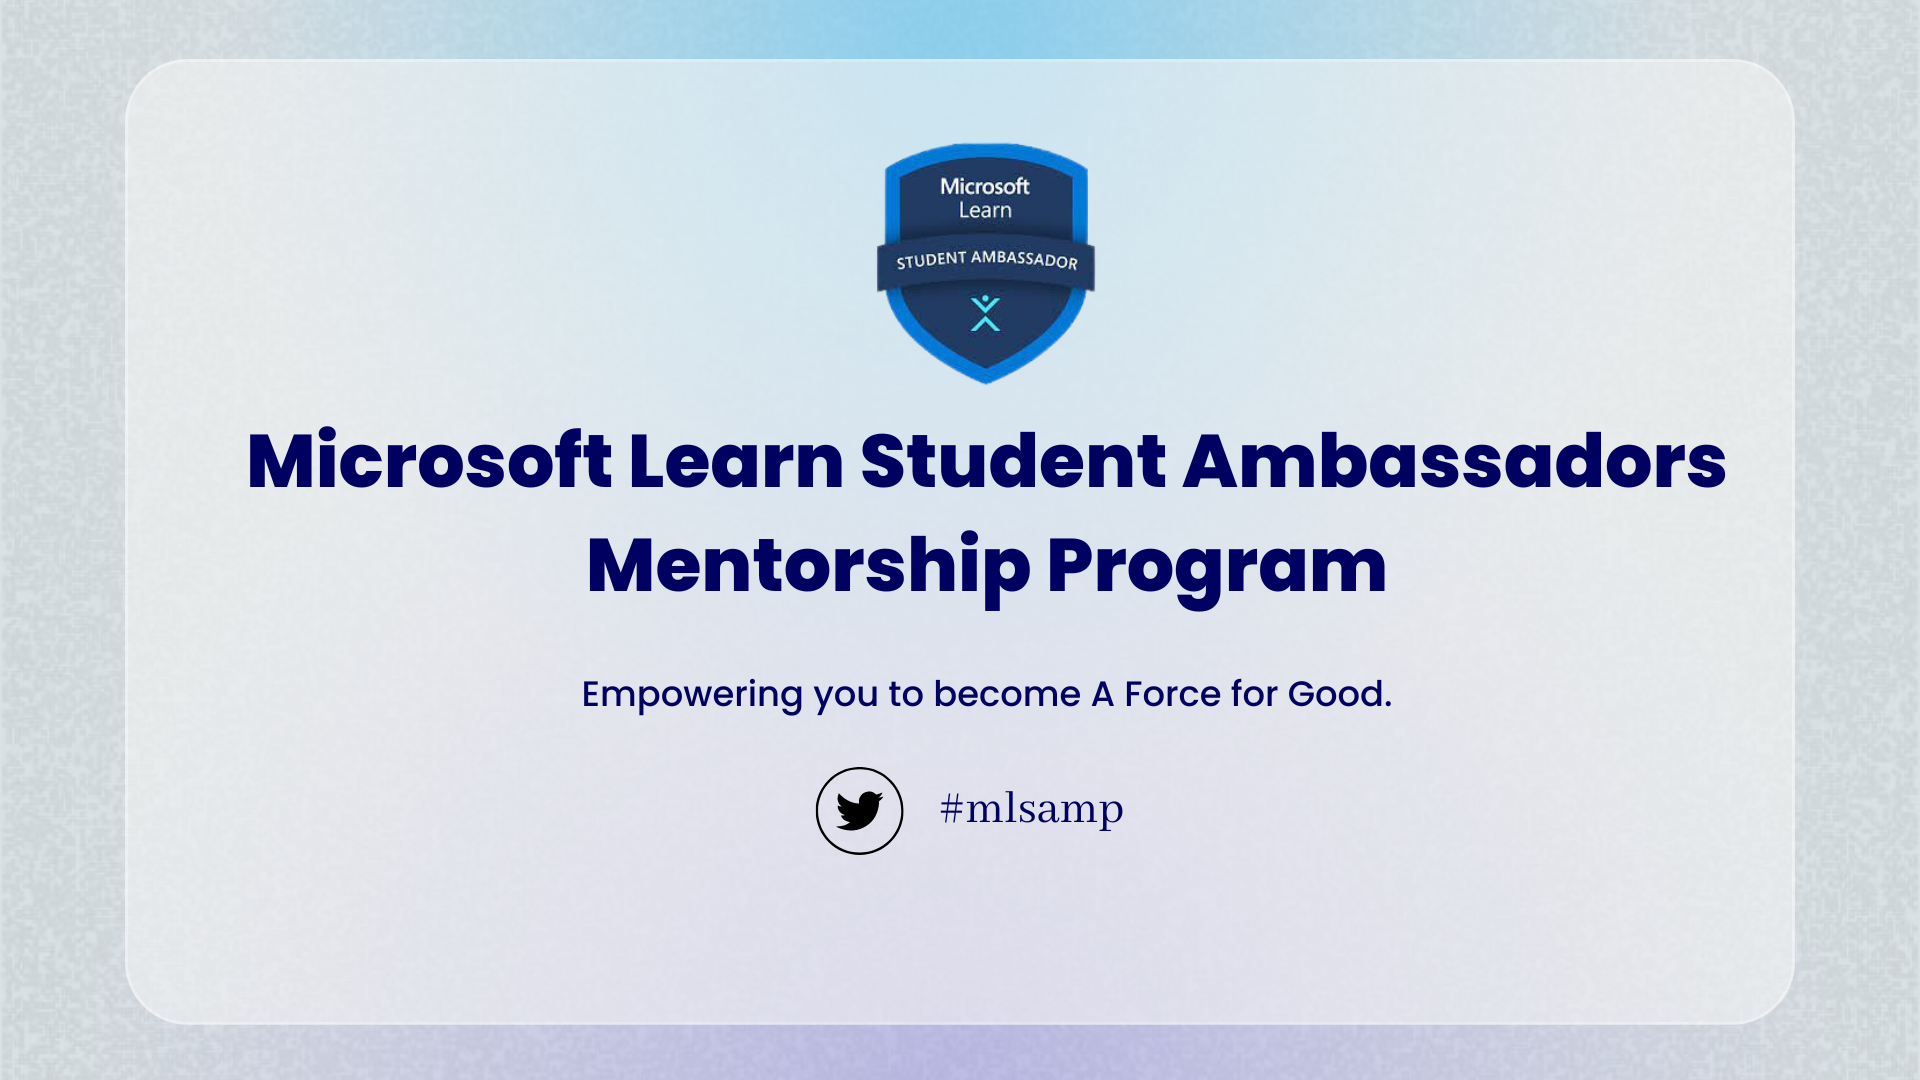 Microsoft
Learn
STUDENT AMBASSADOR
Microsoft Learn Student Ambassadors
Mentorship Program
Empowering you to become A Force for Good.
#mlsamp